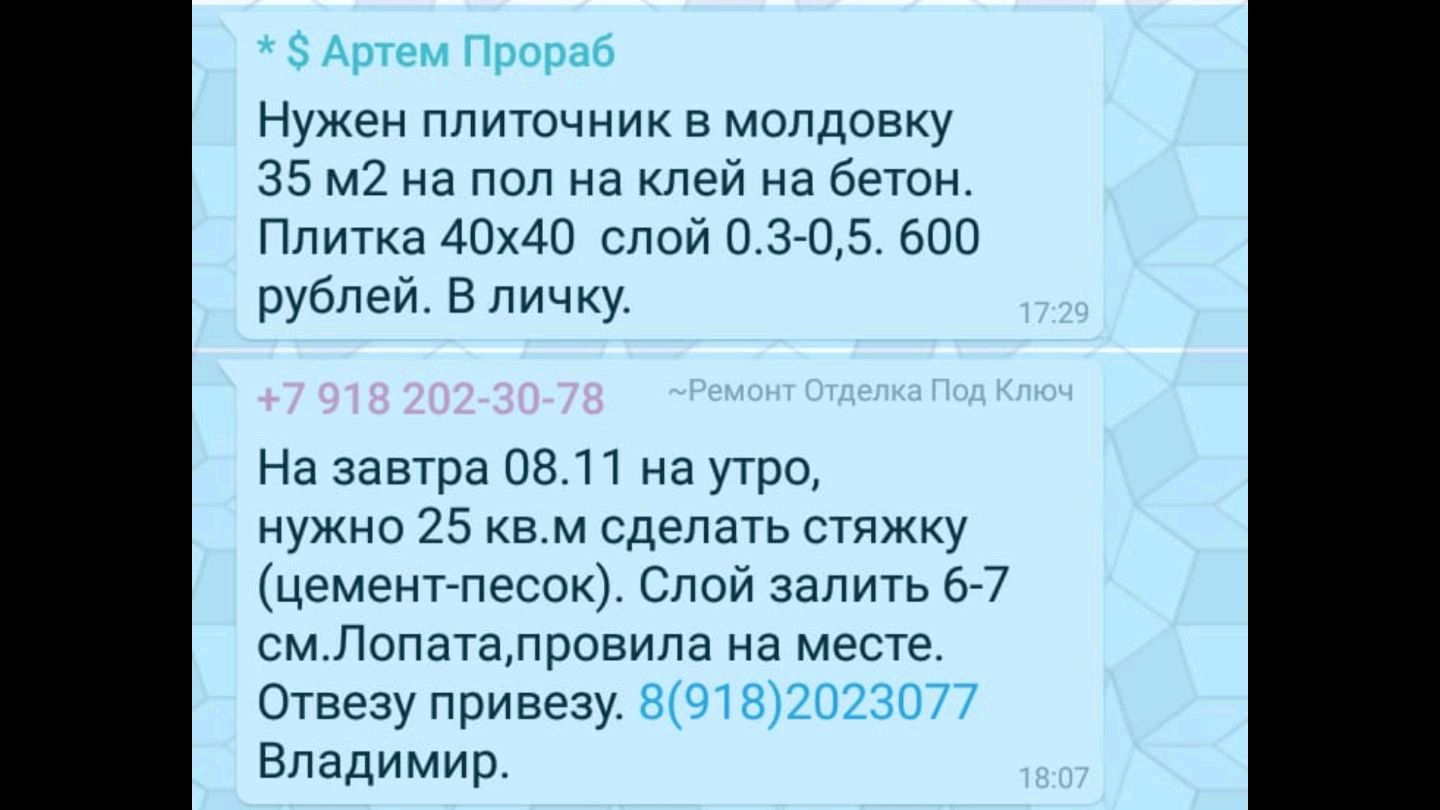 * $ Артем Прораб
Нужен плиточник в молдовку
35 м2 на пол на клей на бетон.
Плитка 40х40 слой 0.3-0,5. 600
рублей. В личку.
17:29
+7 918 202-30-78 ~Ремонт Отделка Под Ключ
На завтра 08.11 на утро,
нужно 25 кв.м сделать стяжку
(цемент-песок). Слой залить 6-7
см.Лопата,провила на месте.
Отвезу привезу. 8(918)2023077
Владимир.
18:07